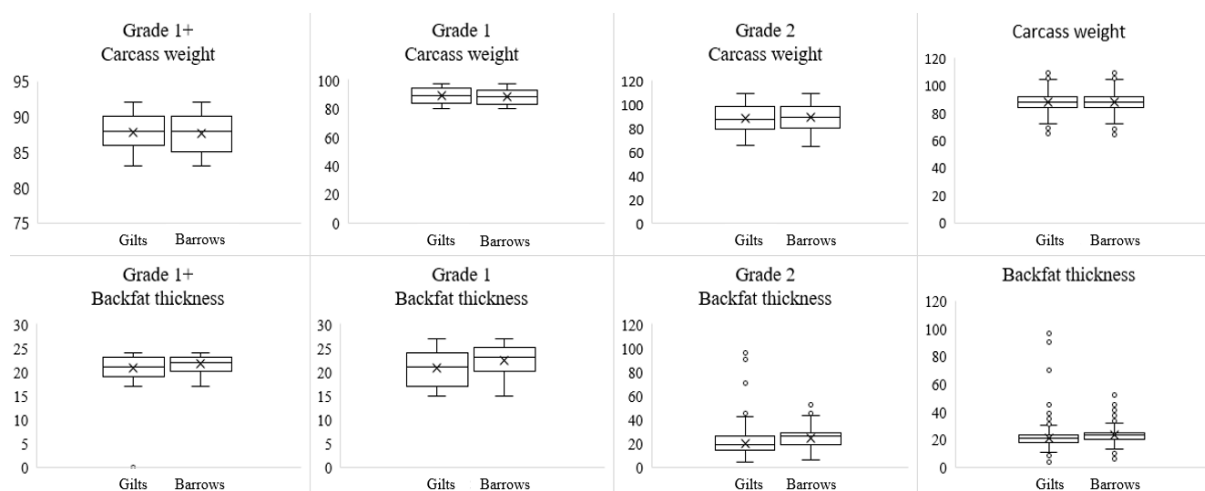 Grade 1+
Carcass weight
95
90
85
80
75
Gilts Barrows
Grade 1
Carcass weight
100
80
60
40
20
0
Gilts Barrows
Grade 2
Carcass weight
120
100
80
60
40
20
0
Gilts Barrows
Carcass weight
120
100
80
60
40
20
0
Gilts Barrows
Grade 1+
Backfat thickness
30
25
20
15
10
5
0
Gilts Barrows
Grade 1
Backfat thickness
30
25
20
15
10
5
0
Gilts Barrows
Grade 2
Backfat thickness
120
100
80
60
40
20
0
Gilts Barrows
Backfat thickness
120
100
80
60
40
20
0
Gilts Barrows